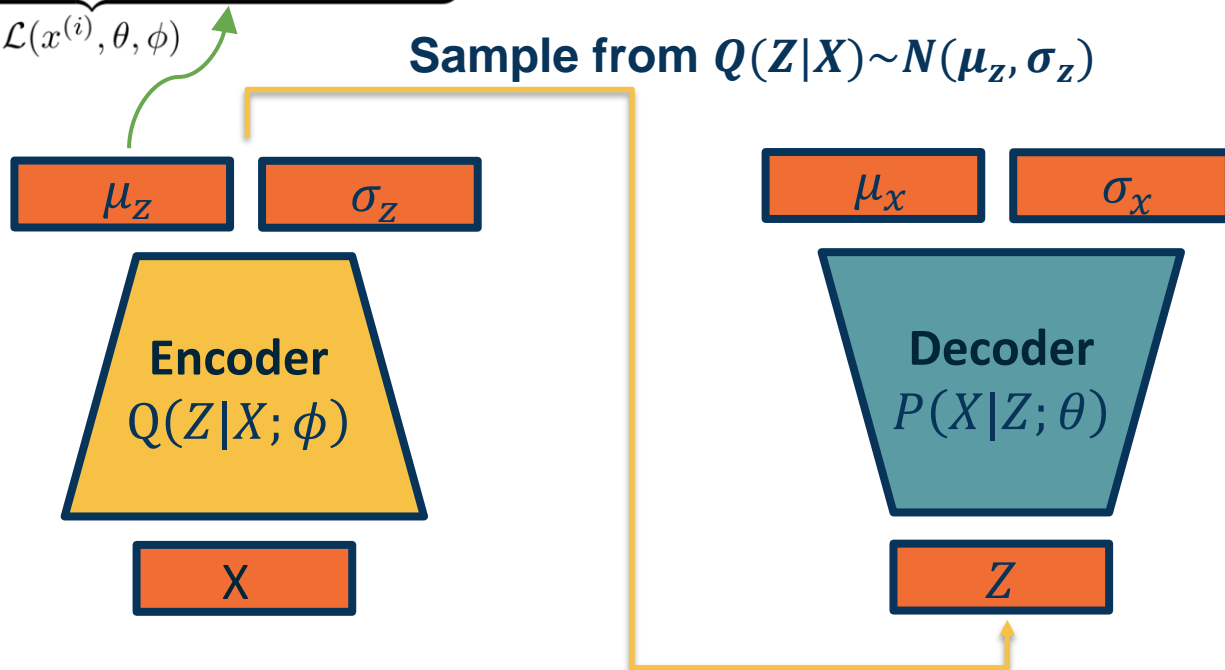 ℒ(x⁽ⁱ⁾, θ, ϕ)
Sample from Q(Z|X)~N(μ_z, σ_z)
μ_z
σ_z
μ_x
σ_x
Encoder
Q(Z|X; ϕ)
Decoder
P(X|Z; θ)
X
Z